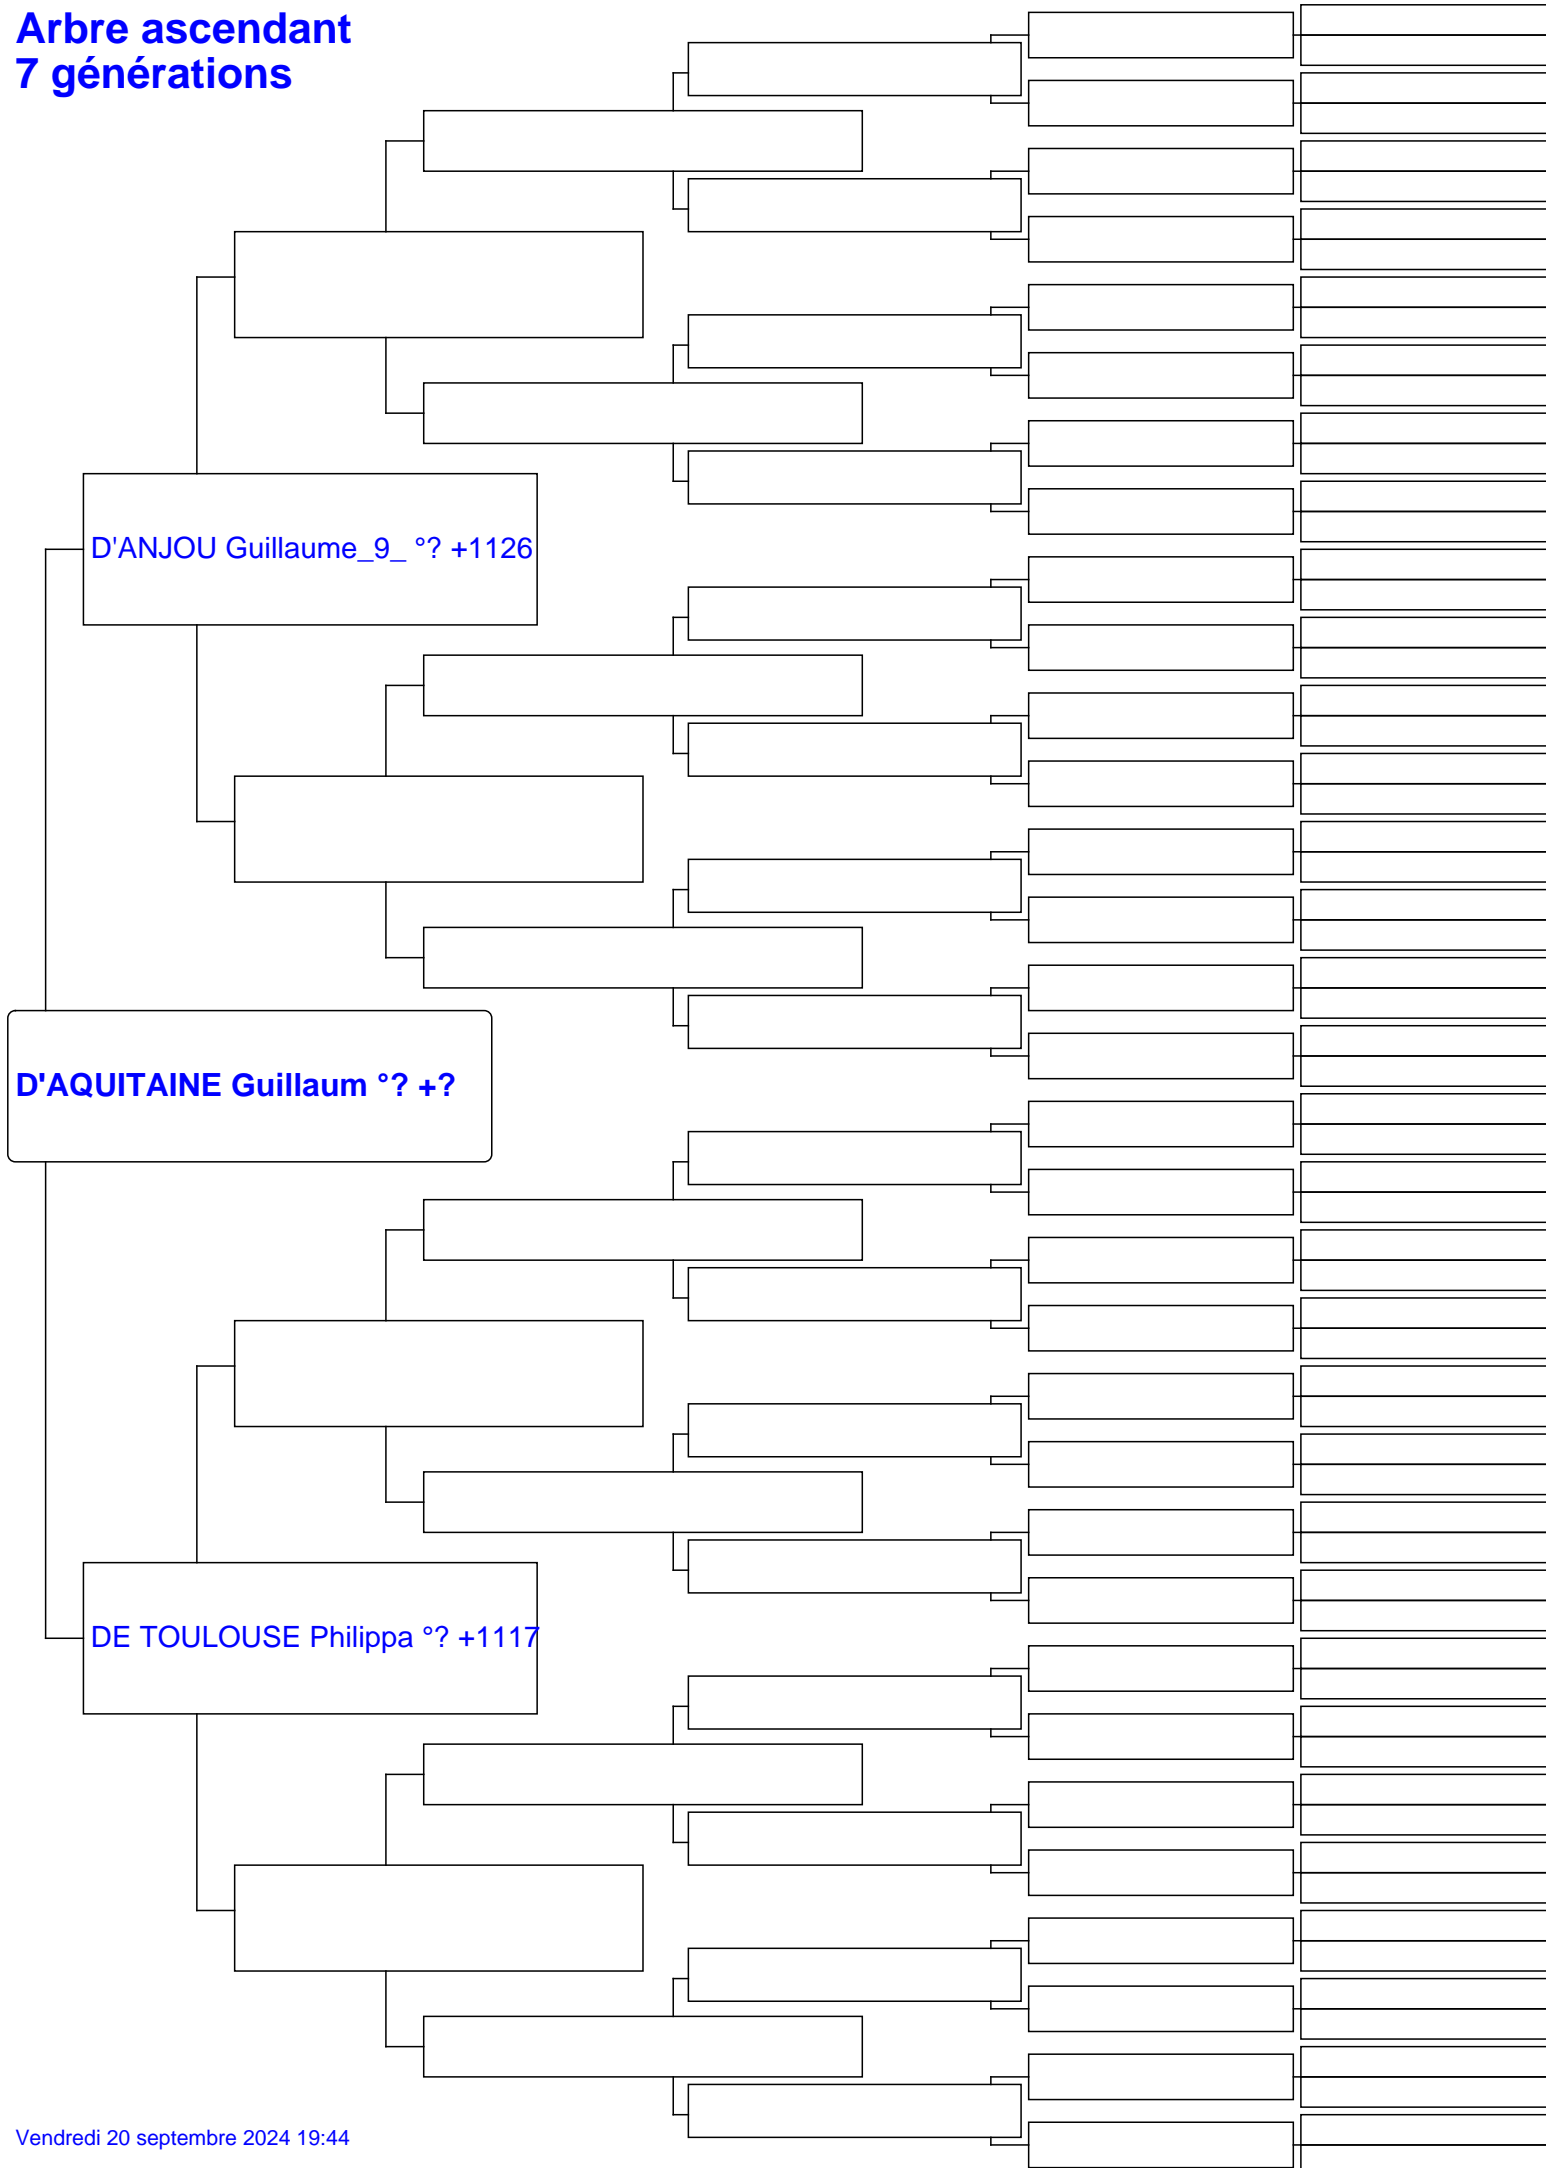 Arbre ascendant
7 générations
D'ANJOU Guillaume_9_ °? +1126
D'AQUITAINE Guillaum °? +?
DE TOULOUSE Philippa °? +1117
Vendredi 20 septembre 2024 19:44